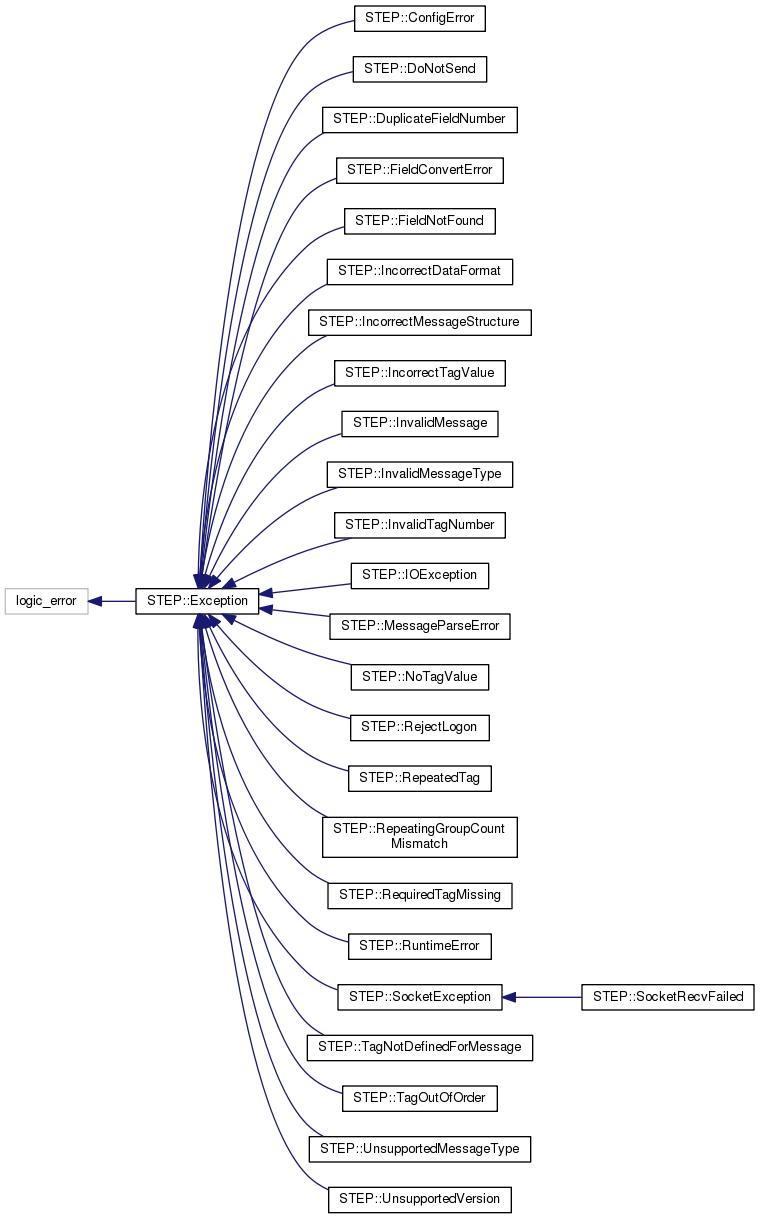 STEP::ConfigError
STEP::DoNotSend
STEP::DuplicateFieldNumber
STEP::FieldConvertError
STEP::FieldNotFound
STEP::IncorrectDataFormat
STEP::IncorrectMessageStructure
STEP::IncorrectTagValue
STEP::InvalidMessage
STEP::InvalidMessageType
STEP::InvalidTagNumber
STEP::IOException
logic_error
STEP::Exception
STEP::MessageParseError
STEP::NoTagValue
STEP::RejectLogon
STEP::RepeatedTag
STEP::RepeatingGroupCount
Mismatch
STEP::RequiredTagMissing
STEP::RuntimeError
STEP::SocketException
STEP::SocketRecvFailed
STEP::TagNotDefinedForMessage
STEP::TagOutOfOrder
STEP::UnsupportedMessageType
STEP::UnsupportedVersion